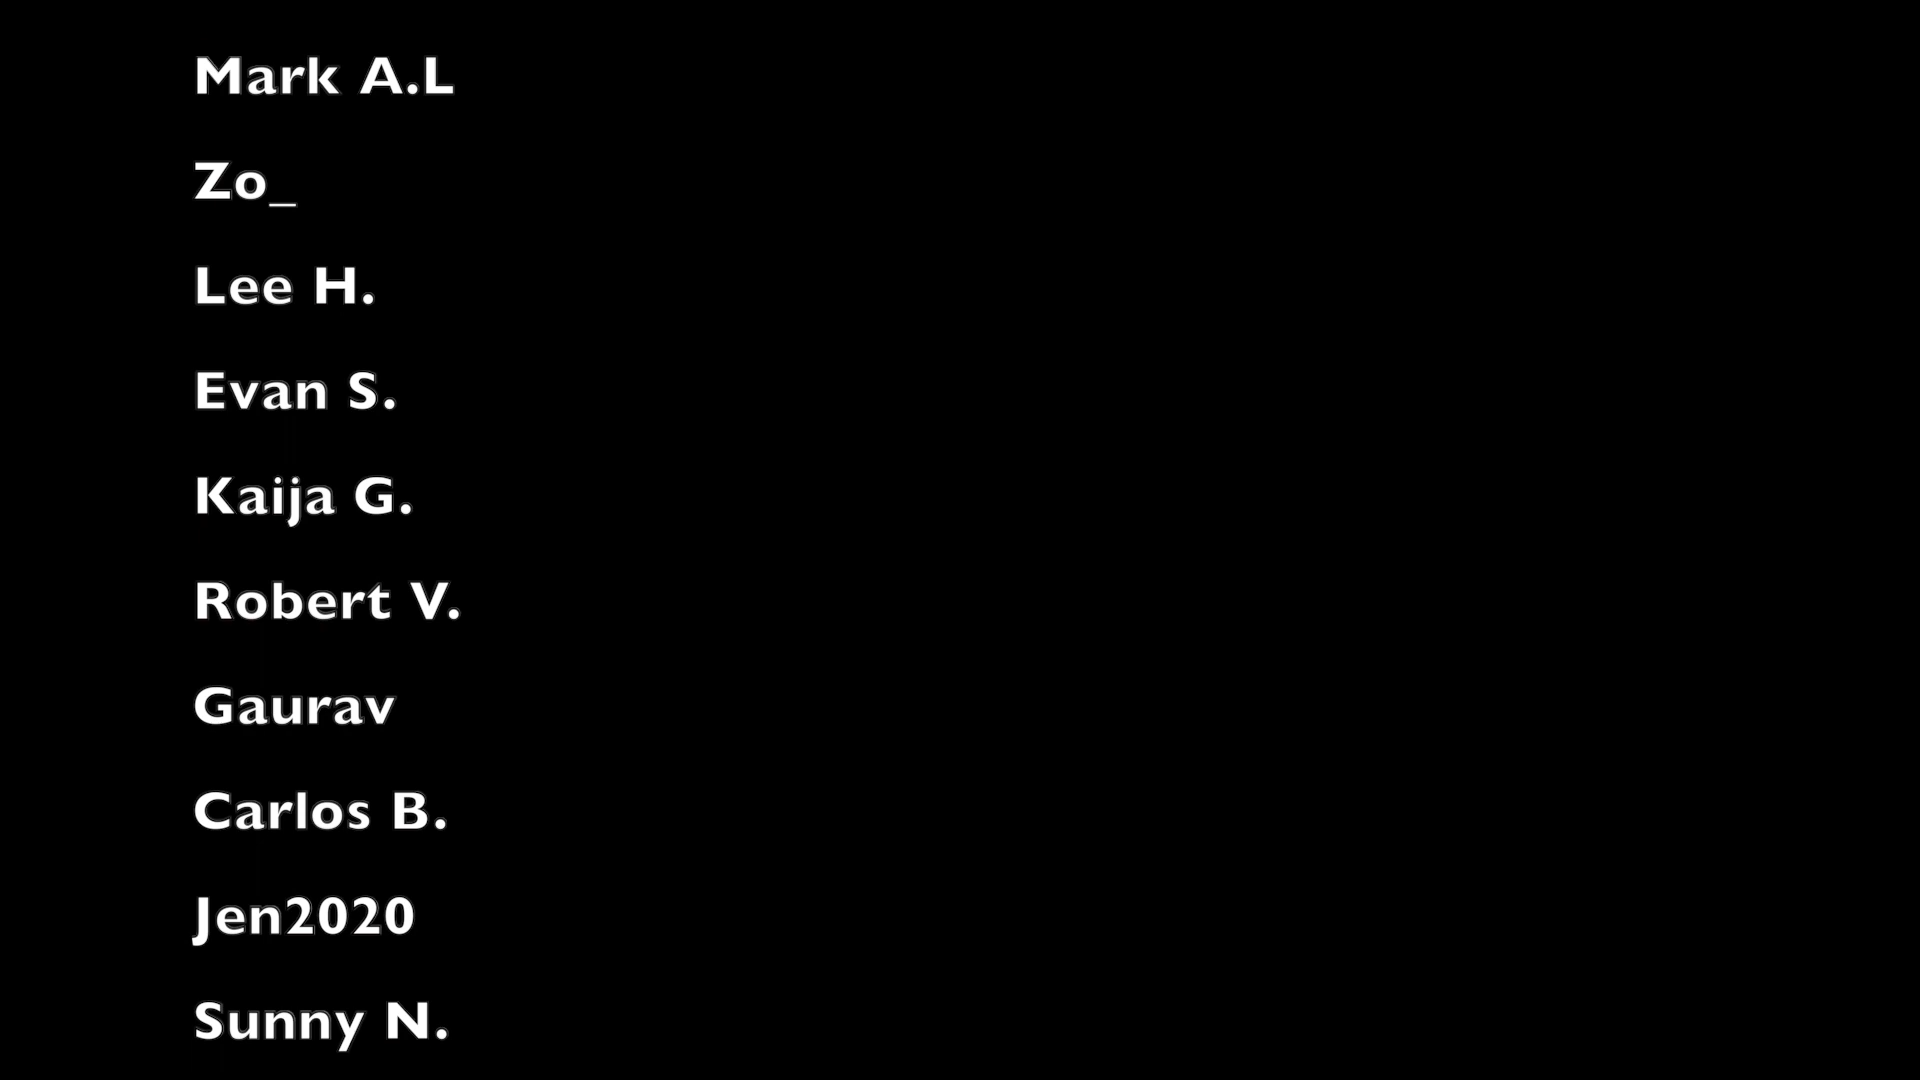 Mark A.L
Zo_
Lee H.
Evan S.
Kaija G.
Robert V.
Gaurav
Carlos B.
Jen2020
Sunny N.